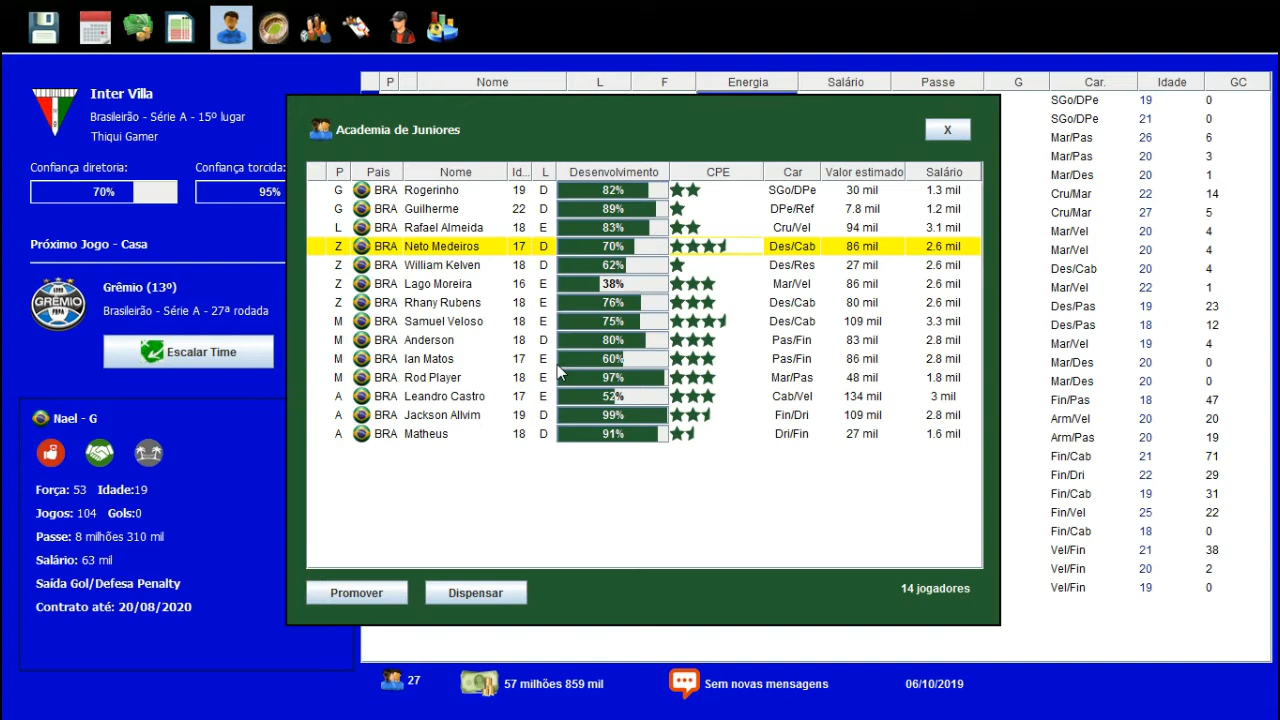 P Nome L F Energia Salário Passe G Car. Idade GC
Inter Villa
Brasileirão - Série A - 15º lugar
Thiqui Gamer
Confiança diretoria: Confiança torcida:
70% 95%
Próximo Jogo - Casa
GRÊMIO
Grêmio (13º)
Brasileirão - Série A - 27ª rodada
Escalar Time
Nael - G
Força: 53 Idade:19
Jogos: 104 Gols:0
Passe: 8 milhões 310 mil
Salário: 63 mil
Saída Gol/Defesa Penalty
Contrato até: 20/08/2020
Academia de Juniores X
P Pais Nome Id... L Desenvolvimento CPE Car Valor estimado Salário
G BRA Rogerinho 19 D 82% SGo/DPe 30 mil 1.3 mil
G BRA Guilherme 22 D 89% DPe/Ref 7.8 mil 1.2 mil
L BRA Rafael Almeida 18 E 83% Cru/Vel 94 mil 3.1 mil
Z BRA Neto Medeiros 17 D 70% Des/Cab 86 mil 2.6 mil
Z BRA William Kelven 18 D 62% Des/Res 27 mil 2.6 mil
Z BRA Lago Moreira 16 E 38% Mar/Vel 86 mil 2.6 mil
Z BRA Rhany Rubens 18 E 76% Des/Cab 80 mil 2.6 mil
M BRA Samuel Veloso 18 E 75% Des/Cab 109 mil 3.3 mil
M BRA Anderson 18 D 80% Pas/Fin 83 mil 2.8 mil
M BRA Ian Matos 17 E 60% Pas/Fin 86 mil 2.8 mil
M BRA Rod Player 18 E 97% Mar/Pas 48 mil 1.8 mil
A BRA Leandro Castro 17 E 52% Cab/Vel 134 mil 3 mil
A BRA Jackson Allvim 19 D 99% Fin/Dri 109 mil 2.8 mil
A BRA Matheus 18 D 91% Dri/Fin 27 mil 1.6 mil
Promover Dispensar 14 jogadores
SGo/DPe 19 0
SGo/DPe 21 0
Mar/Pas 26 6
Mar/Pas 20 3
Mar/Des 20 1
Cru/Mar 22 14
Cru/Mar 27 5
Mar/Vel 20 4
Mar/Vel 20 4
Des/Cab 20 4
Mar/Vel 22 1
Des/Pas 19 23
Des/Pas 18 12
Mar/Vel 19 4
Mar/Des 20 0
Mar/Des 21 0
Fin/Pas 18 47
Arm/Vel 20 20
Arm/Pas 20 19
Fin/Cab 21 71
Fin/Dri 22 29
Fin/Cab 19 31
Fin/Vel 25 22
Fin/Cab 18 0
Vel/Fin 21 38
Vel/Fin 20 2
Vel/Fin 19 0
27 57 milhões 859 mil Sem novas mensagens 06/10/2019